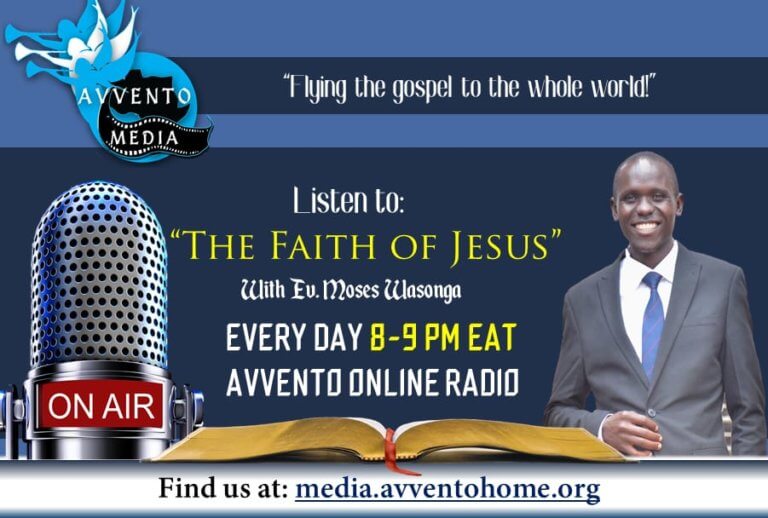 AVVENTO
MEDIA
“Flying the gospel to the whole world!”
Listen to:
“The Faith of Jesus”
With Ev. Moses Wasonga
EVERY DAY 8-9 PM EAT
AVVENTO ONLINE RADIO
ON AIR
Find us at: media.avventohome.org